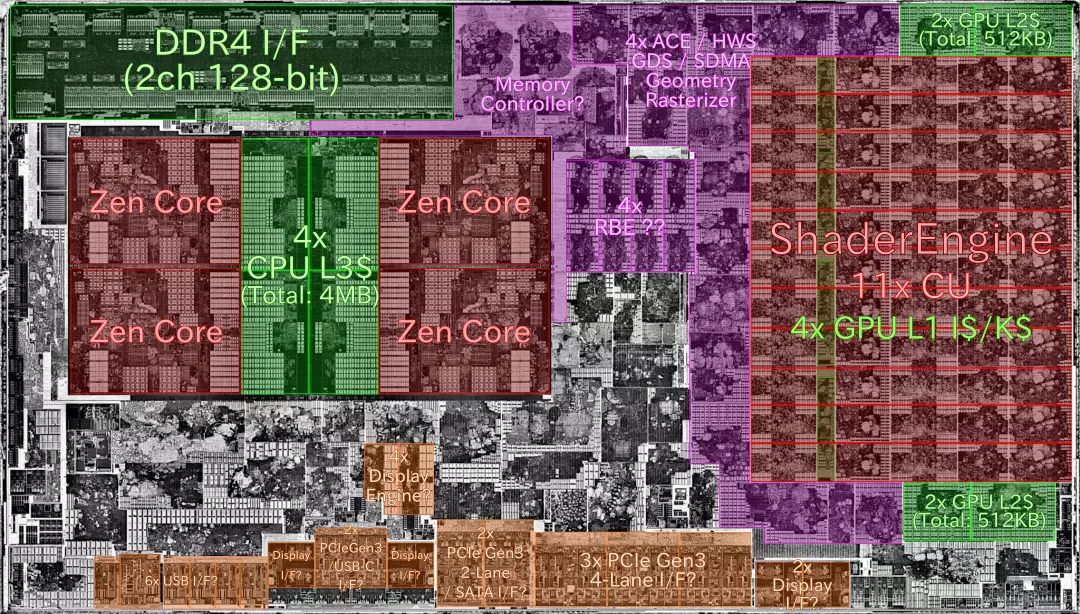 DDR4 I/F
(2ch 128-bit)
Memory
Controller?
4x ACE / HWS
GDS / SDMA
Geometry
Rasterizer
2x GPU L2$
(Total: 512KB)
Zen Core
Zen Core
4x
CPU L3$
(Total: 4MB)
Zen Core
Zen Core
4x
RBE ??
ShaderEngine
11x CU
4x GPU L1 I$/K$
4x
Display
Engine?
2x GPU L2$
(Total: 512KB)
6x USB I/F?
Display
I/F?
2x
PCIeGen3
/USB-C
I/F?
Display
I/F?
2x
PCIe Gen3
2-Lane
/ SATA I/F?
3x PCIe Gen3
4-Lane I/F?
2x
Display
I/F?